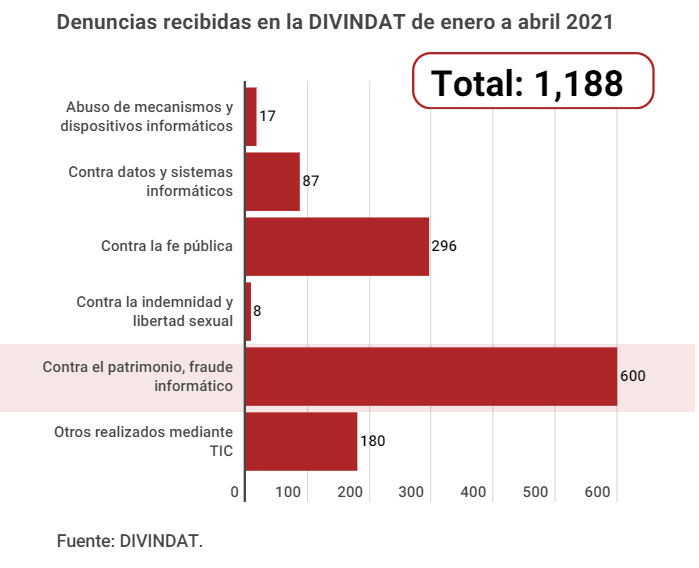 Denuncias recibidas en la DIVINDAT de enero a abril 2021
Total: 1,188
Abuso de mecanismos y
dispositivos informáticos
17
Contra datos y sistemas
informáticos
87
Contra la fe pública
296
Contra la indemnidad y
libertad sexual
8
Contra el patrimonio, fraude
informático
600
Otros realizados mediante
TIC
180
0 100 200 300 400 500 600
Fuente: DIVINDAT.